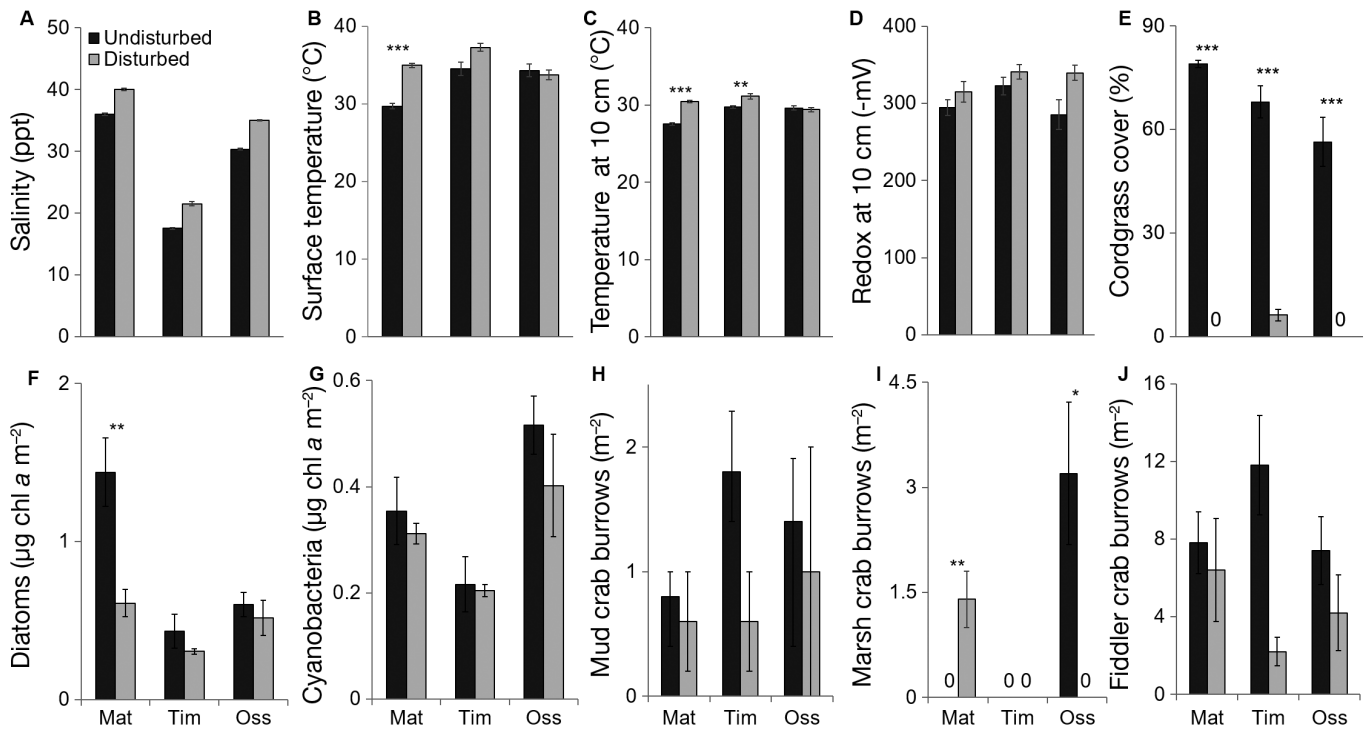 A
50
40
30
20
10
0
Salinity (ppt)
Undisturbed
Disturbed
B
40
30
20
10
0
Surface temperature (°C)
***
C
40
30
20
10
0
Temperature at 10 cm (°C)
***
**
D
400
300
200
300
400
Redox at 10 cm (-mV)
E
90
60
30
0
Cordgrass cover (%)
***
***
***
0
0
F
2
1
0
Diatoms (µg chl a m⁻²)
**
Mat Tim Oss
G
0.6
0.4
0.2
0
Cyanobacteria (µg chl a m⁻²)
Mat Tim Oss
H
2
1
0
Mud crab burrows (m⁻²)
Mat Tim Oss
I
4.5
3
1.5
0
Marsh crab burrows (m⁻²)
**
*
0
0 0
0
Mat Tim Oss
J
16
12
8
4
0
Fiddler crab burrows (m⁻²)
Mat Tim Oss